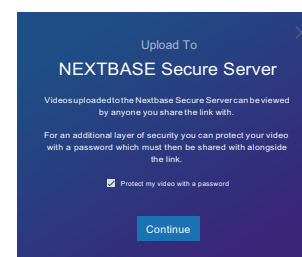 Upload To
NEXTBASE Secure Server
Videos uploaded to the Nextbase Secure Server can be viewed
by anyone you share the link with.
For an additional layer of security you can protect your video
with a password which must then be shared with alongside
the link.
Protect my video with a password
Continue